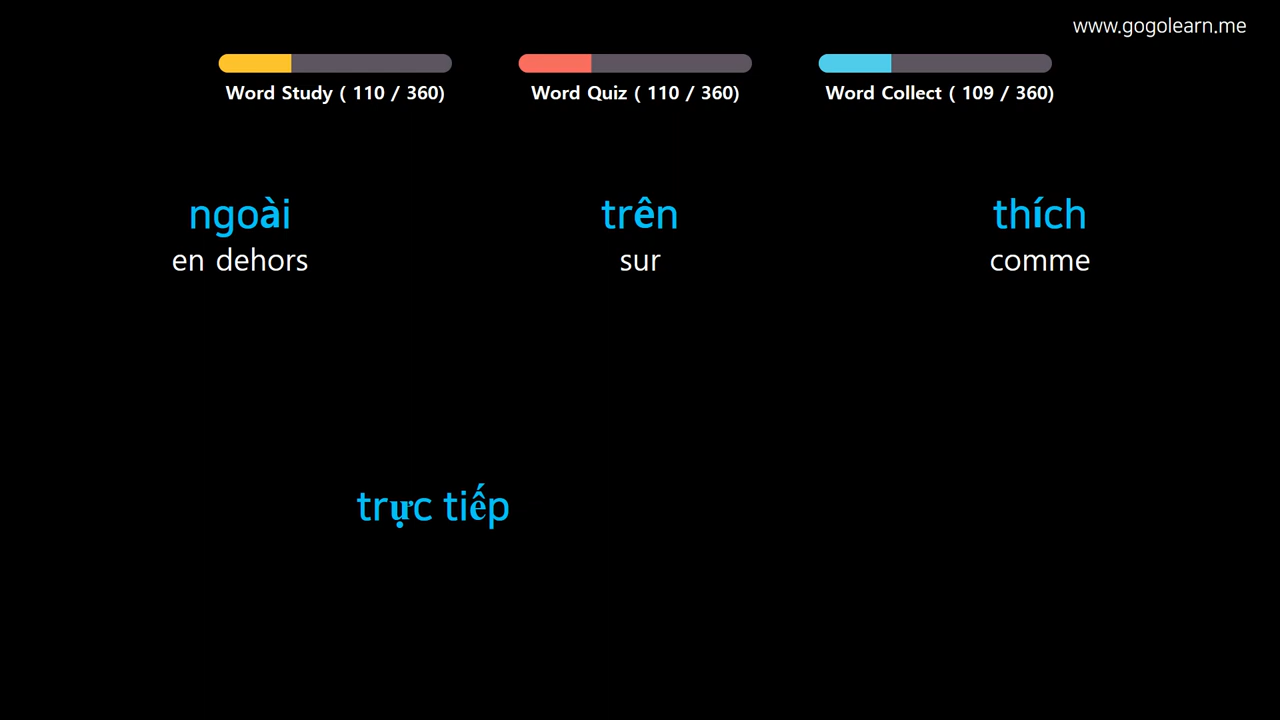 www.gogolearn.me
Word Study ( 110 / 360)
Word Quiz ( 110 / 360)
Word Collect ( 109 / 360)
ngoài
trên
thích
en dehors
sur
comme
trực tiếp